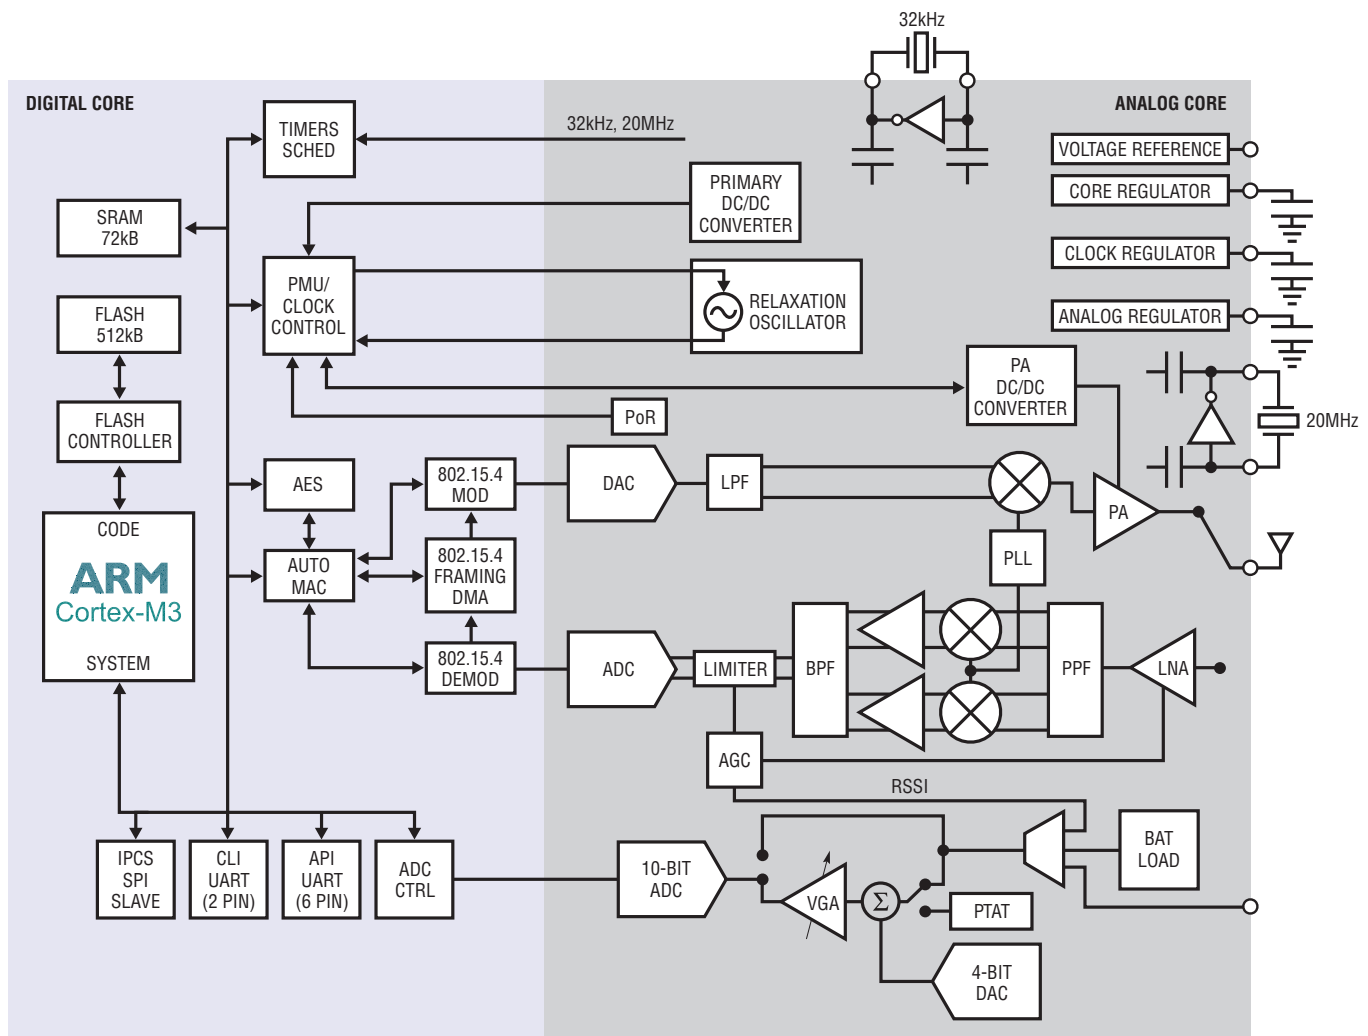 32kHz
DIGITAL CORE
ANALOG CORE
TIMERS
SCHED
32kHz, 20MHz
VOLTAGE REFERENCE
PRIMARY
DC/DC
CONVERTER
CORE REGULATOR
SRAM
72kB
CLOCK REGULATOR
PMU/
CLOCK
CONTROL
RELAXATION
OSCILLATOR
ANALOG REGULATOR
FLASH
512kB
PA
DC/DC
CONVERTER
FLASH
CONTROLLER
PoR
20MHz
AES
802.15.4
MOD
DAC
LPF
PA
CODE
ARM
Cortex-M3
SYSTEM
AUTO
MAC
802.15.4
FRAMING
DMA
PLL
802.15.4
DEMOD
ADC
LIMITER
BPF
PPF
LNA
AGC
RSSI
IPCS
SPI
SLAVE
CLI
UART
(2 PIN)
API
UART
(6 PIN)
ADC
CTRL
10-BIT
ADC
VGA
Σ
BAT
LOAD
PTAT
4-BIT
DAC